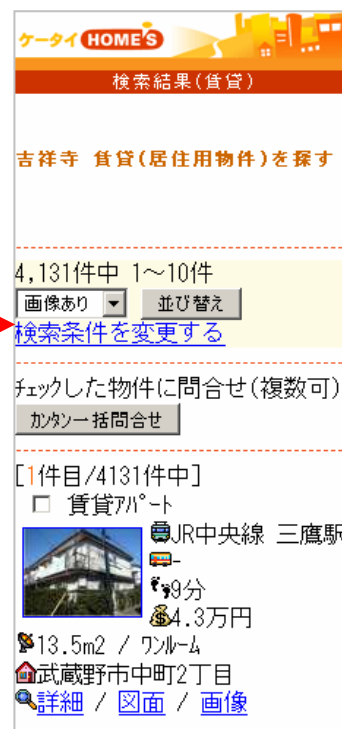 ケータイ HOME'S
検索結果(賃貸)
吉祥寺 賃貸(居住用物件)を探す
4,131件中 1～10件
画像あり 並び替え
検索条件を変更する
ﾁｪｯｸした物件に問合せ(複数可)
ｶﾝﾀﾝ一括問合せ
[1件目/4131件中]
賃貸ｱﾊﾟｰﾄ
JR中央線 三鷹駅
-
9分
4.3万円
13.5m2 / ﾜﾝﾙｰﾑ
武蔵野市中町2丁目
詳細 / 図面 / 画像